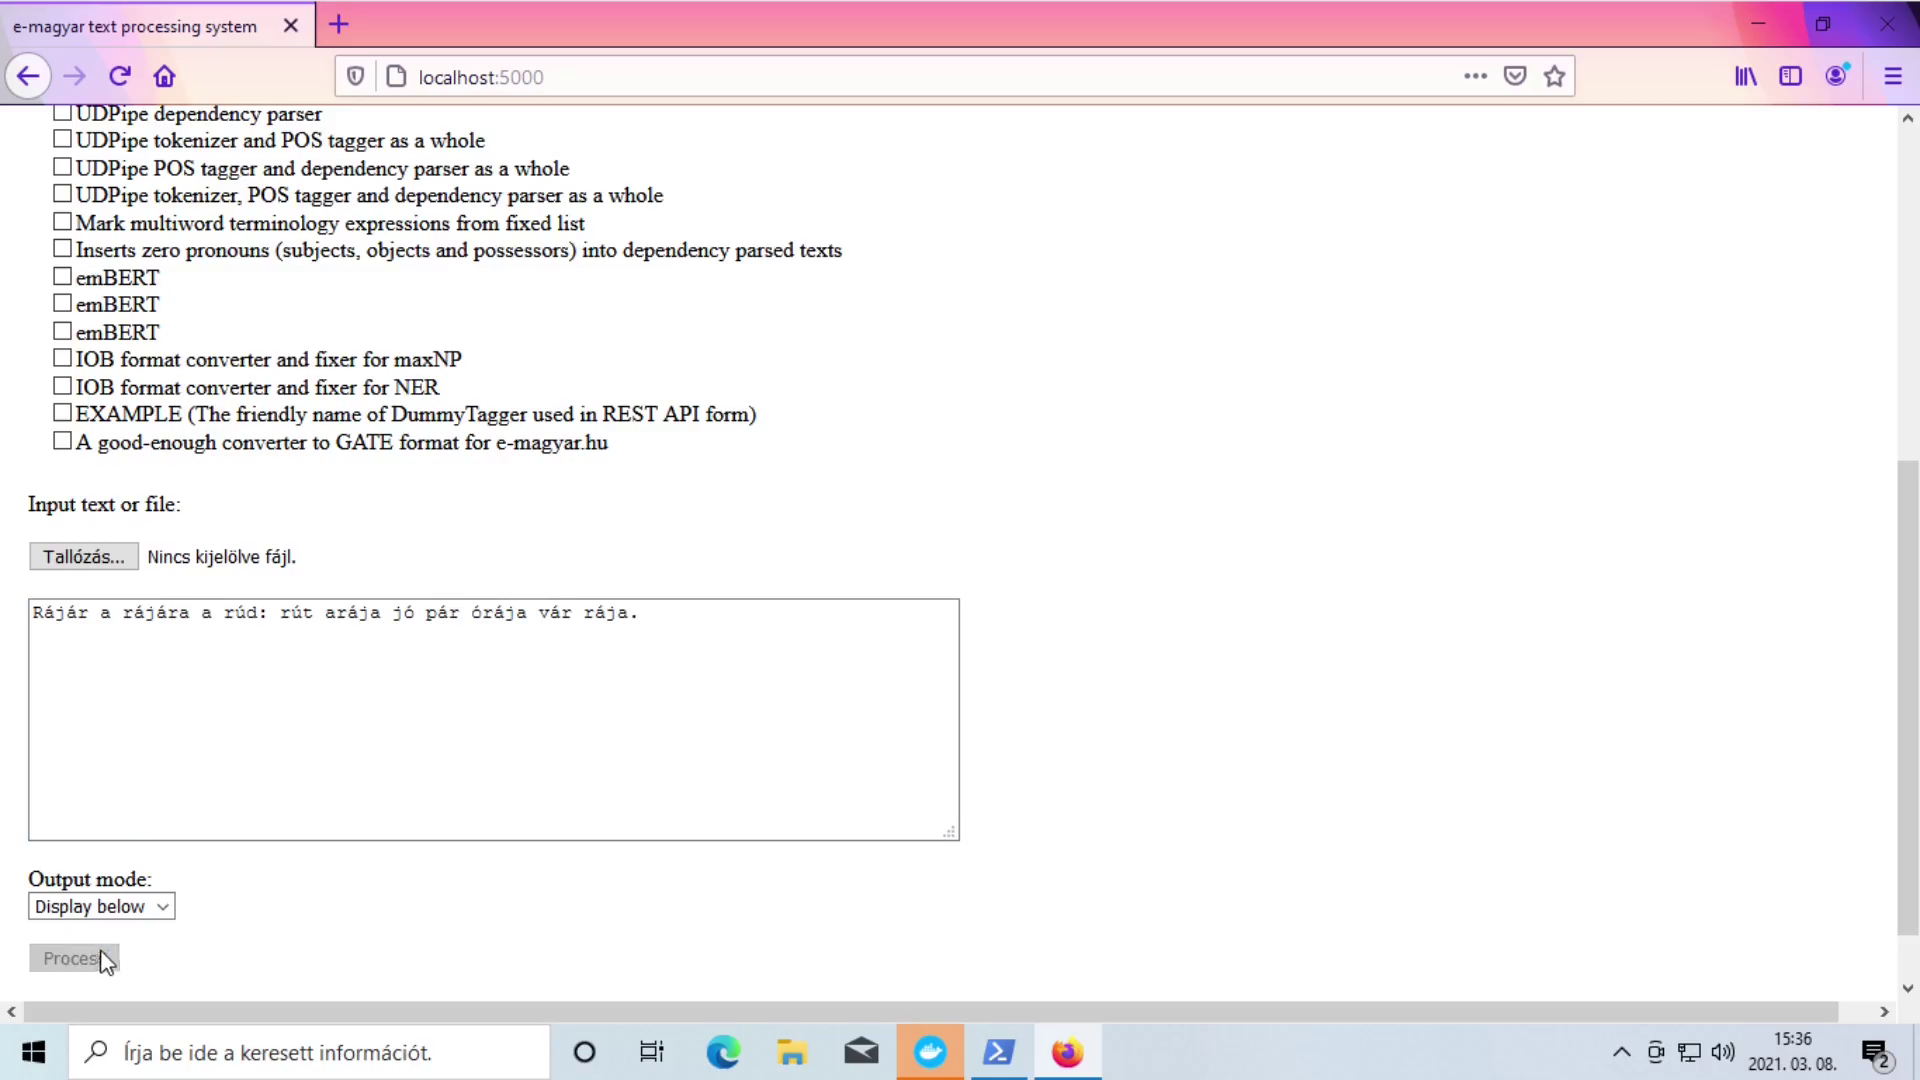 e-magyar text processing system
localhost:5000
UDPipe dependency parser
UDPipe tokenizer and POS tagger as a whole
UDPipe POS tagger and dependency parser as a whole
UDPipe tokenizer, POS tagger and dependency parser as a whole
Mark multiword terminology expressions from fixed list
Inserts zero pronouns (subjects, objects and possessors) into dependency parsed texts
emBERT
emBERT
emBERT
IOB format converter and fixer for maxNP
IOB format converter and fixer for NER
EXAMPLE (The friendly name of DummyTagger used in REST API form)
A good-enough converter to GATE format for e-magyar.hu
Input text or file:
Tallózás... Nincs kijelölve fájl.
Rájár a rájára a rúd: rút arája jó pár órája vár rája.
Output mode:
Display below
Process
Írja be ide a keresett információt.
15:36
2021. 03. 08.
2